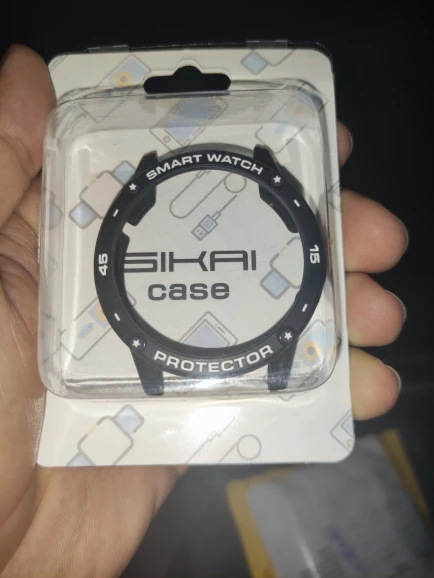 SMART WATCH
45
15
SIKAI
case
PROTECTOR